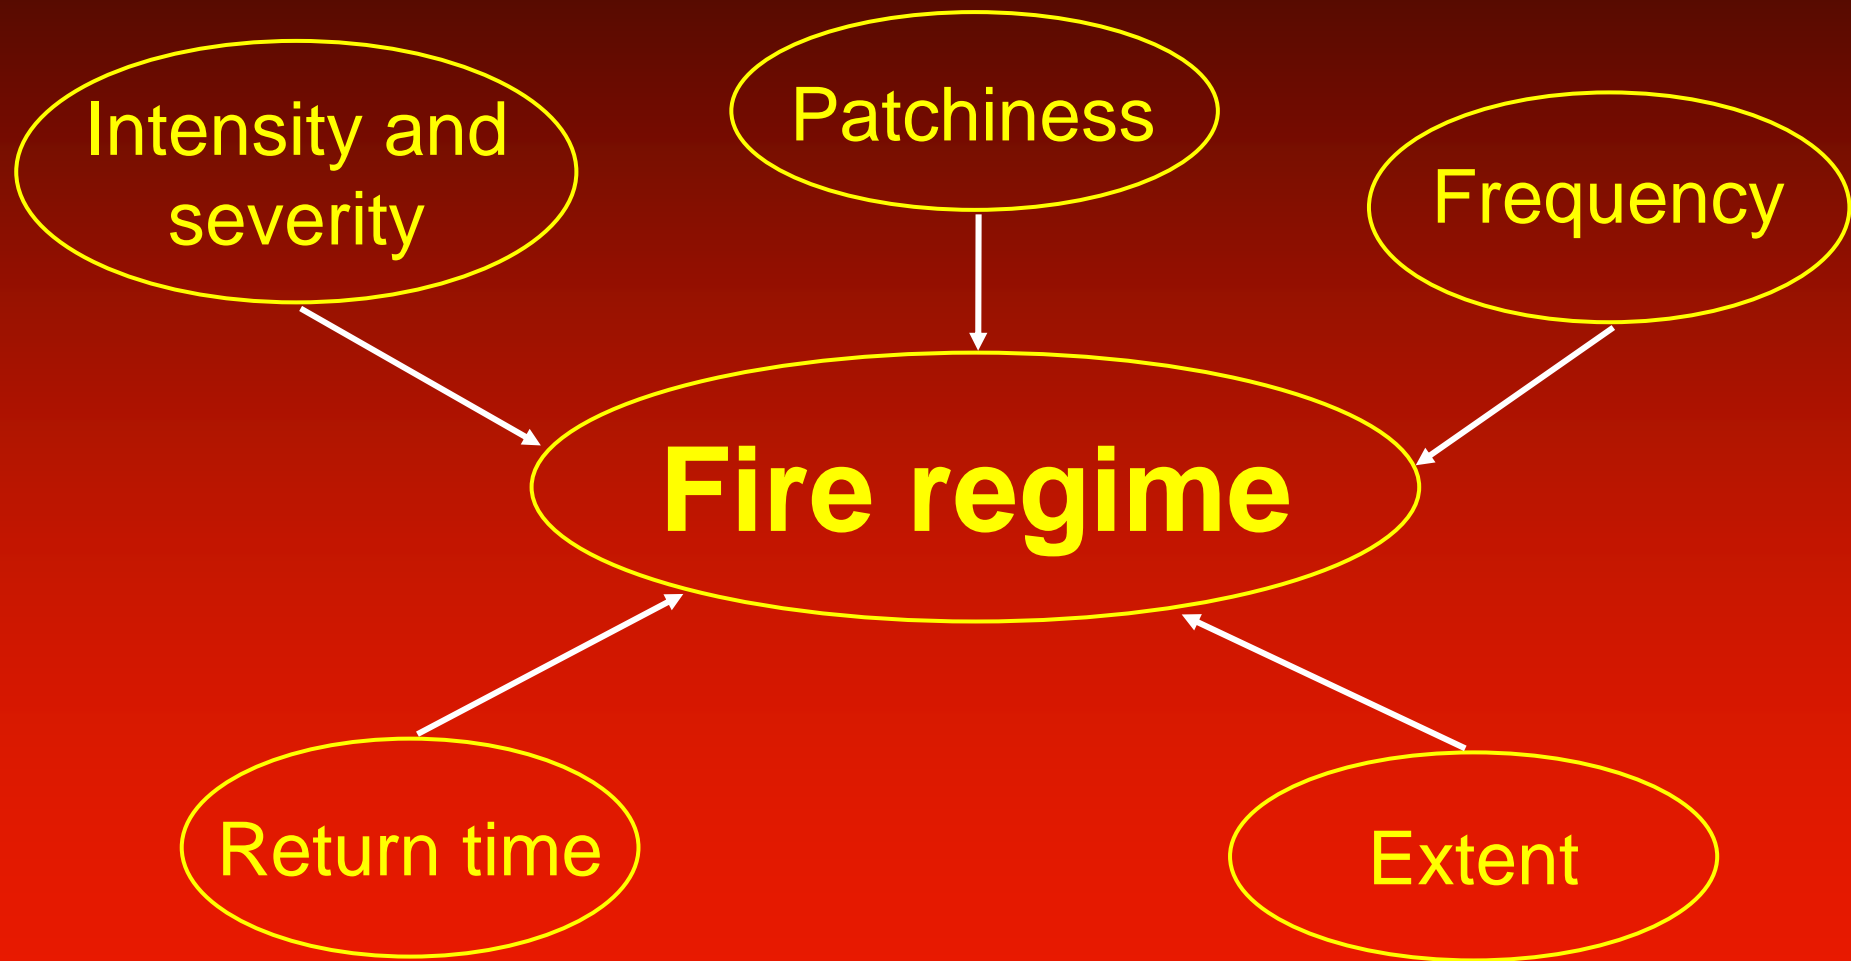 Intensity and
severity
Patchiness
Frequency
Fire regime
Return time
Extent